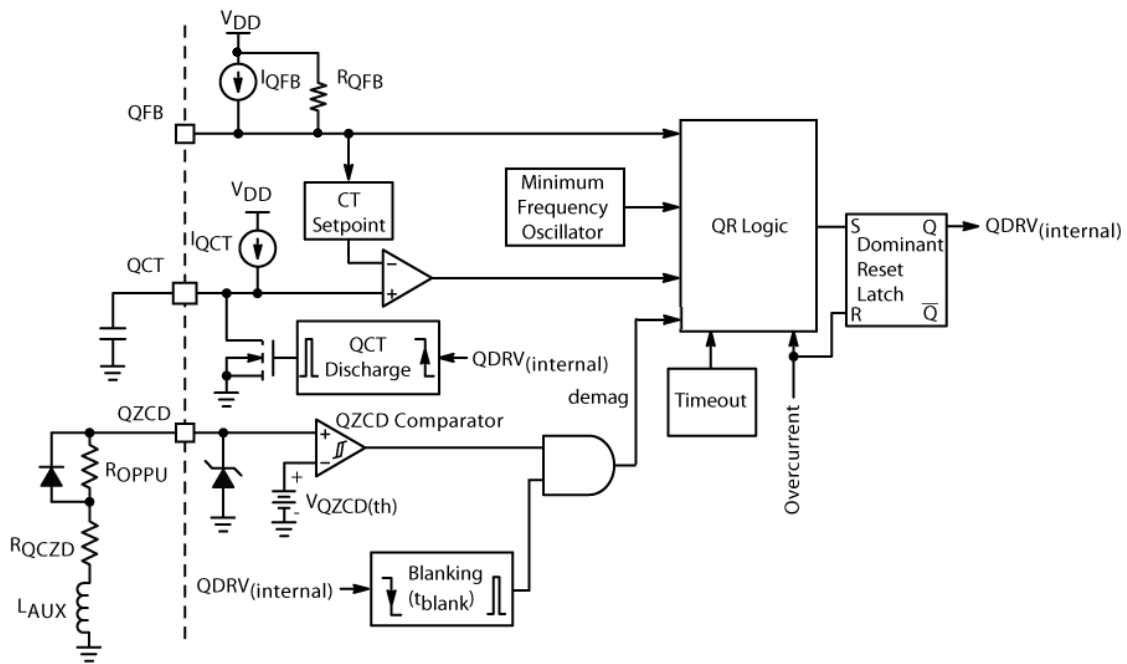 VDD
IQFB
RQFB
QFB
CT
Setpoint
VDD
IQCT
QCT
Minimum
Frequency
Oscillator
QR Logic
S
Q
Dominant
Reset
Latch
R
Q
QDRV(internal)
−
+
QCT
Discharge
QDRV(internal)
Timeout
Overcurrent
demag
QZCD
QZCD Comparator
+
−
+
-
VQZCD(th)
ROPPU
RQCZD
LAUX
QDRV(internal)
Blanking
(tblank)